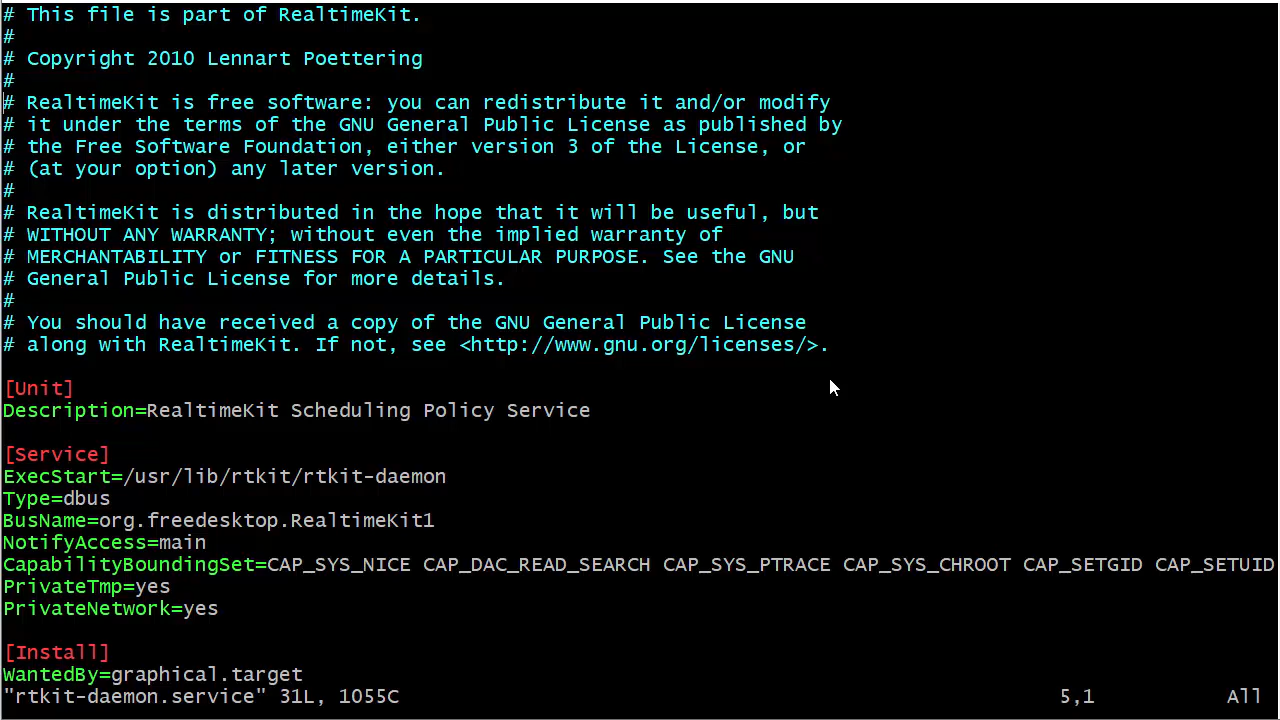 # This file is part of RealtimeKit.
#
# Copyright 2010 Lennart Poettering
#
# RealtimeKit is free software: you can redistribute it and/or modify
# it under the terms of the GNU General Public License as published by
# the Free Software Foundation, either version 3 of the License, or
# (at your option) any later version.
#
# RealtimeKit is distributed in the hope that it will be useful, but
# WITHOUT ANY WARRANTY; without even the implied warranty of
# MERCHANTABILITY or FITNESS FOR A PARTICULAR PURPOSE. See the GNU
# General Public License for more details.
#
# You should have received a copy of the GNU General Public License
# along with RealtimeKit. If not, see <http://www.gnu.org/licenses/>.
[Unit]
Description=RealtimeKit Scheduling Policy Service
[Service]
ExecStart=/usr/lib/rtkit/rtkit-daemon
Type=dbus
BusName=org.freedesktop.RealtimeKit1
NotifyAccess=main
CapabilityBoundingSet=CAP_SYS_NICE CAP_DAC_READ_SEARCH CAP_SYS_PTRACE CAP_SYS_CHROOT CAP_SETGID CAP_SETUID
PrivateTmp=yes
PrivateNetwork=yes
[Install]
WantedBy=graphical.target
"rtkit-daemon.service" 31L, 1055C 5,1 All